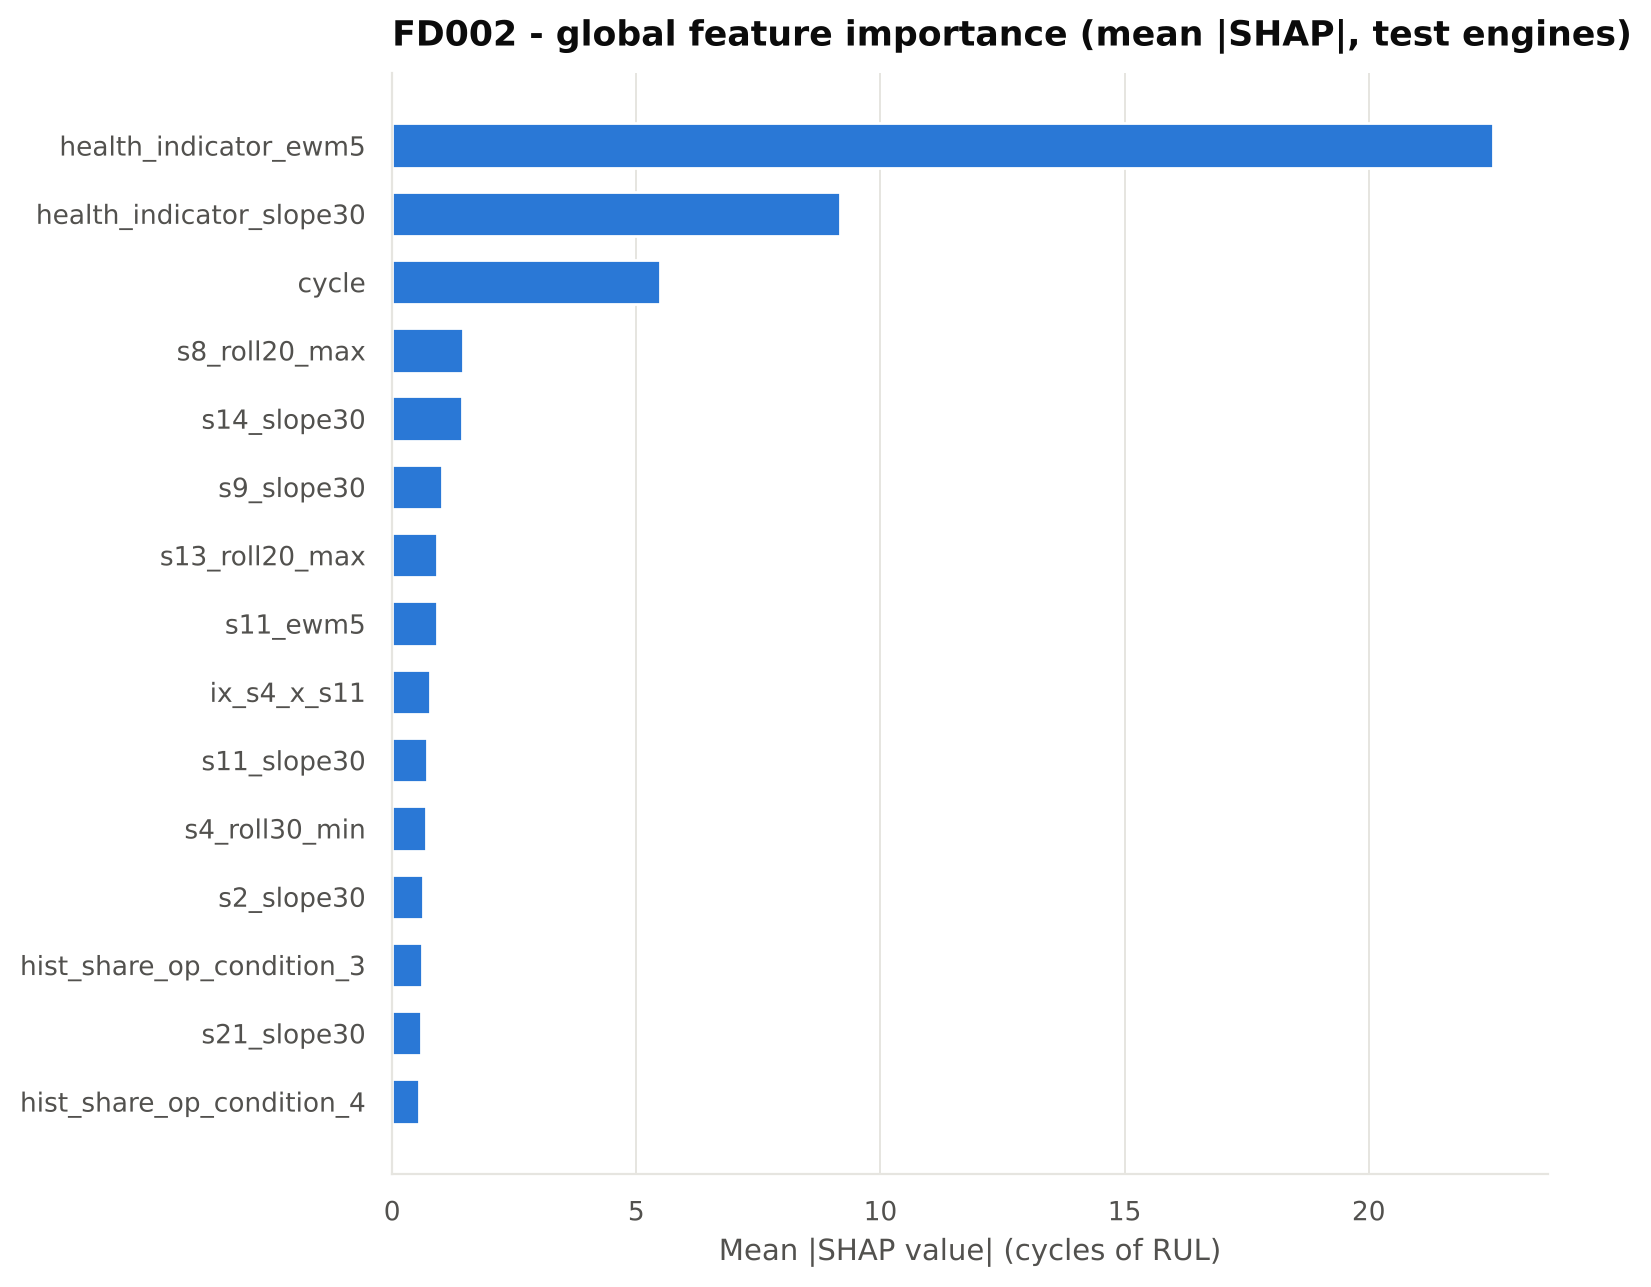 FD002 - global feature importance (mean |SHAP|, test engines)
health_indicator_ewm5
health_indicator_slope30
cycle
s8_roll20_max
s14_slope30
s9_slope30
s13_roll20_max
s11_ewm5
ix_s4_x_s11
s11_slope30
s4_roll30_min
s2_slope30
hist_share_op_condition_3
s21_slope30
hist_share_op_condition_4
0 5 10 15 20
Mean |SHAP value| (cycles of RUL)